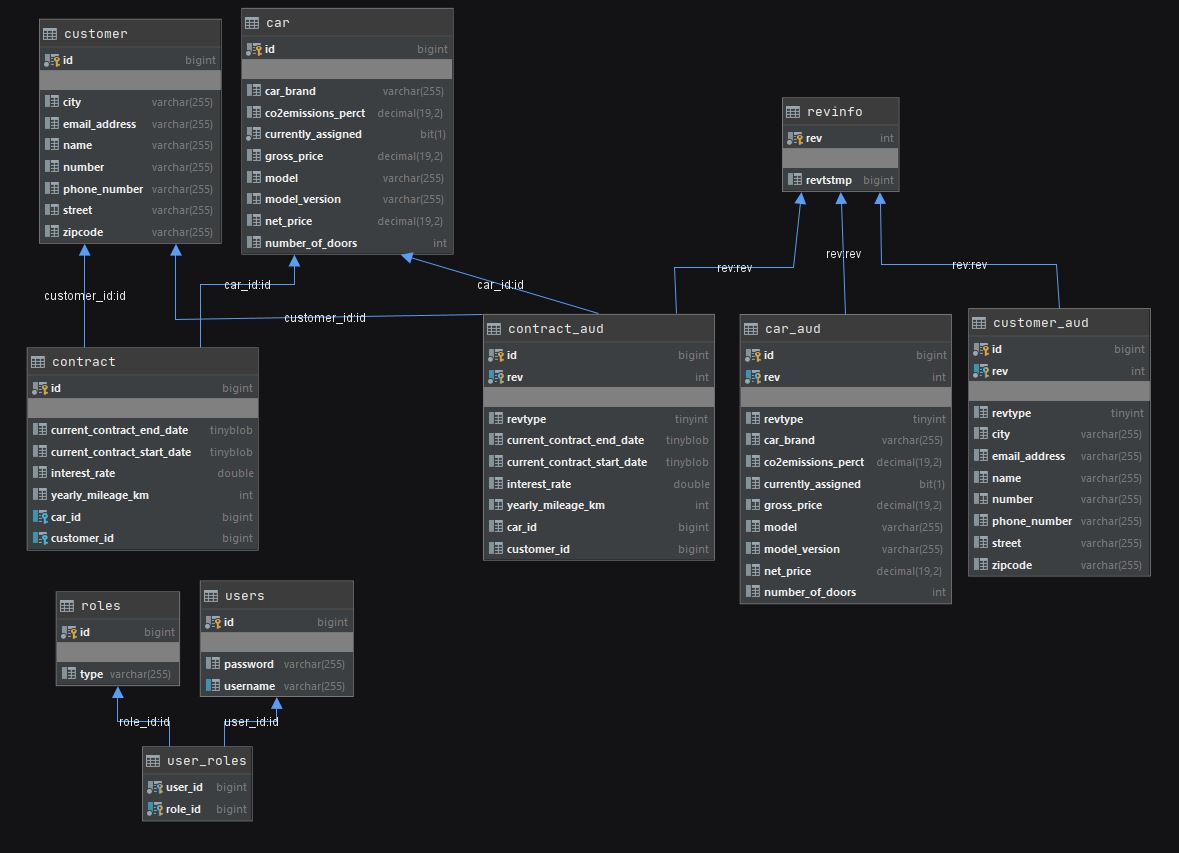 customer
id bigint
city varchar(255)
email_address varchar(255)
name varchar(255)
number varchar(255)
phone_number varchar(255)
street varchar(255)
zipcode varchar(255)
car
id bigint
car_brand varchar(255)
co2emissions_perct decimal(19,2)
currently_assigned bit(1)
gross_price decimal(19,2)
model varchar(255)
model_version varchar(255)
net_price decimal(19,2)
number_of_doors int
revinfo
rev int
revtstmp bigint
customer_id:id
car_id:id
customer_id:id
car_id:id
rev:rev
rev:rev
rev:rev
contract
id bigint
current_contract_end_date tinyblob
current_contract_start_date tinyblob
interest_rate double
yearly_mileage_km int
car_id bigint
customer_id bigint
contract_aud
id bigint
rev int
revtype tinyint
current_contract_end_date tinyblob
current_contract_start_date tinyblob
interest_rate double
yearly_mileage_km int
car_id bigint
customer_id bigint
car_aud
id bigint
rev int
revtype tinyint
car_brand varchar(255)
co2emissions_perct decimal(19,2)
currently_assigned bit(1)
gross_price decimal(19,2)
model varchar(255)
model_version varchar(255)
net_price decimal(19,2)
number_of_doors int
customer_aud
id bigint
rev int
revtype tinyint
city varchar(255)
email_address varchar(255)
name varchar(255)
number varchar(255)
phone_number varchar(255)
street varchar(255)
zipcode varchar(255)
roles
id bigint
type varchar(255)
users
id bigint
password varchar(255)
username varchar(255)
role_id:id
user_id:id
user_roles
user_id bigint
role_id bigint